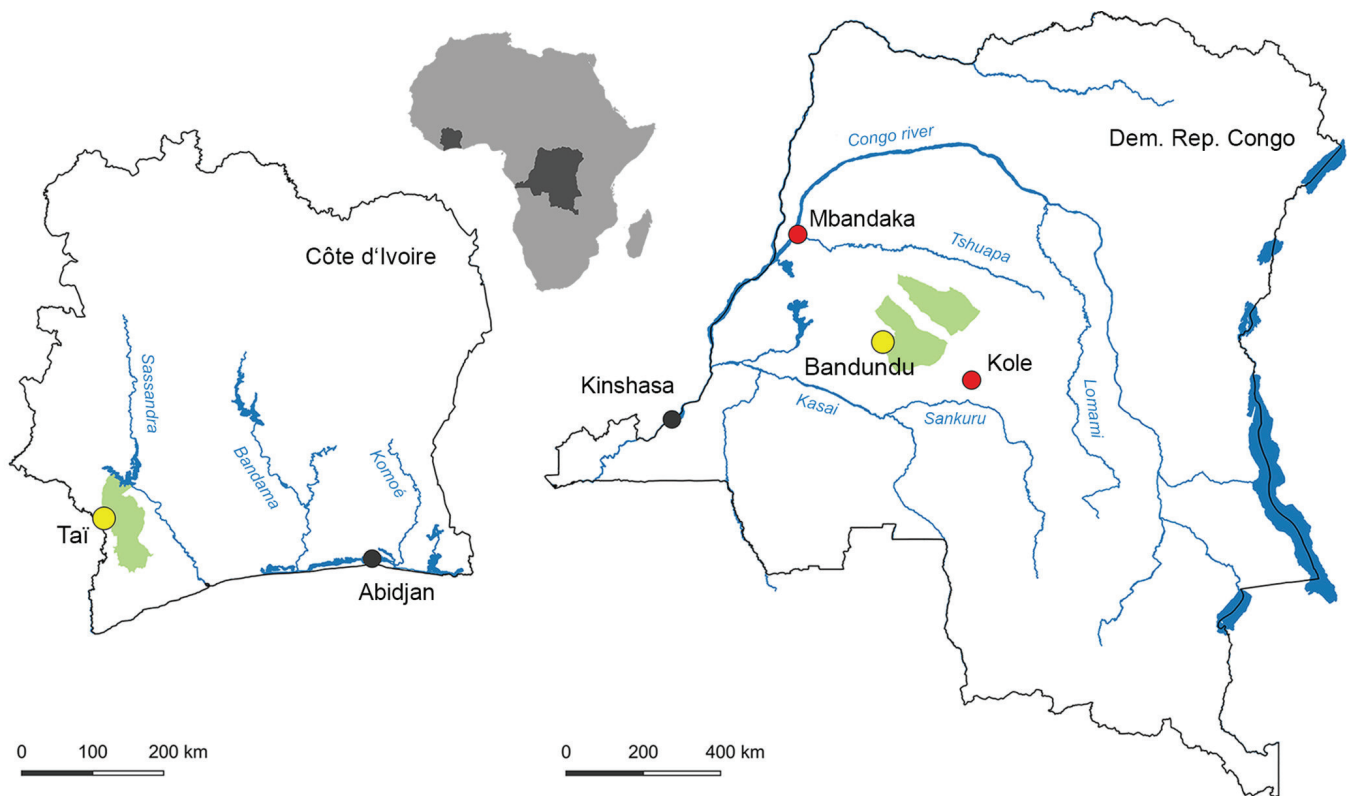 Côte d‘Ivoire
Sassandra
Bandama
Komoé
Taï
Abidjan
0 100 200 km
Congo river
Dem. Rep. Congo
Mbandaka
Tshuapa
Bandundu
Kole
Kinshasa
Kasai
Sankuru
Lomami
0 200 400 km